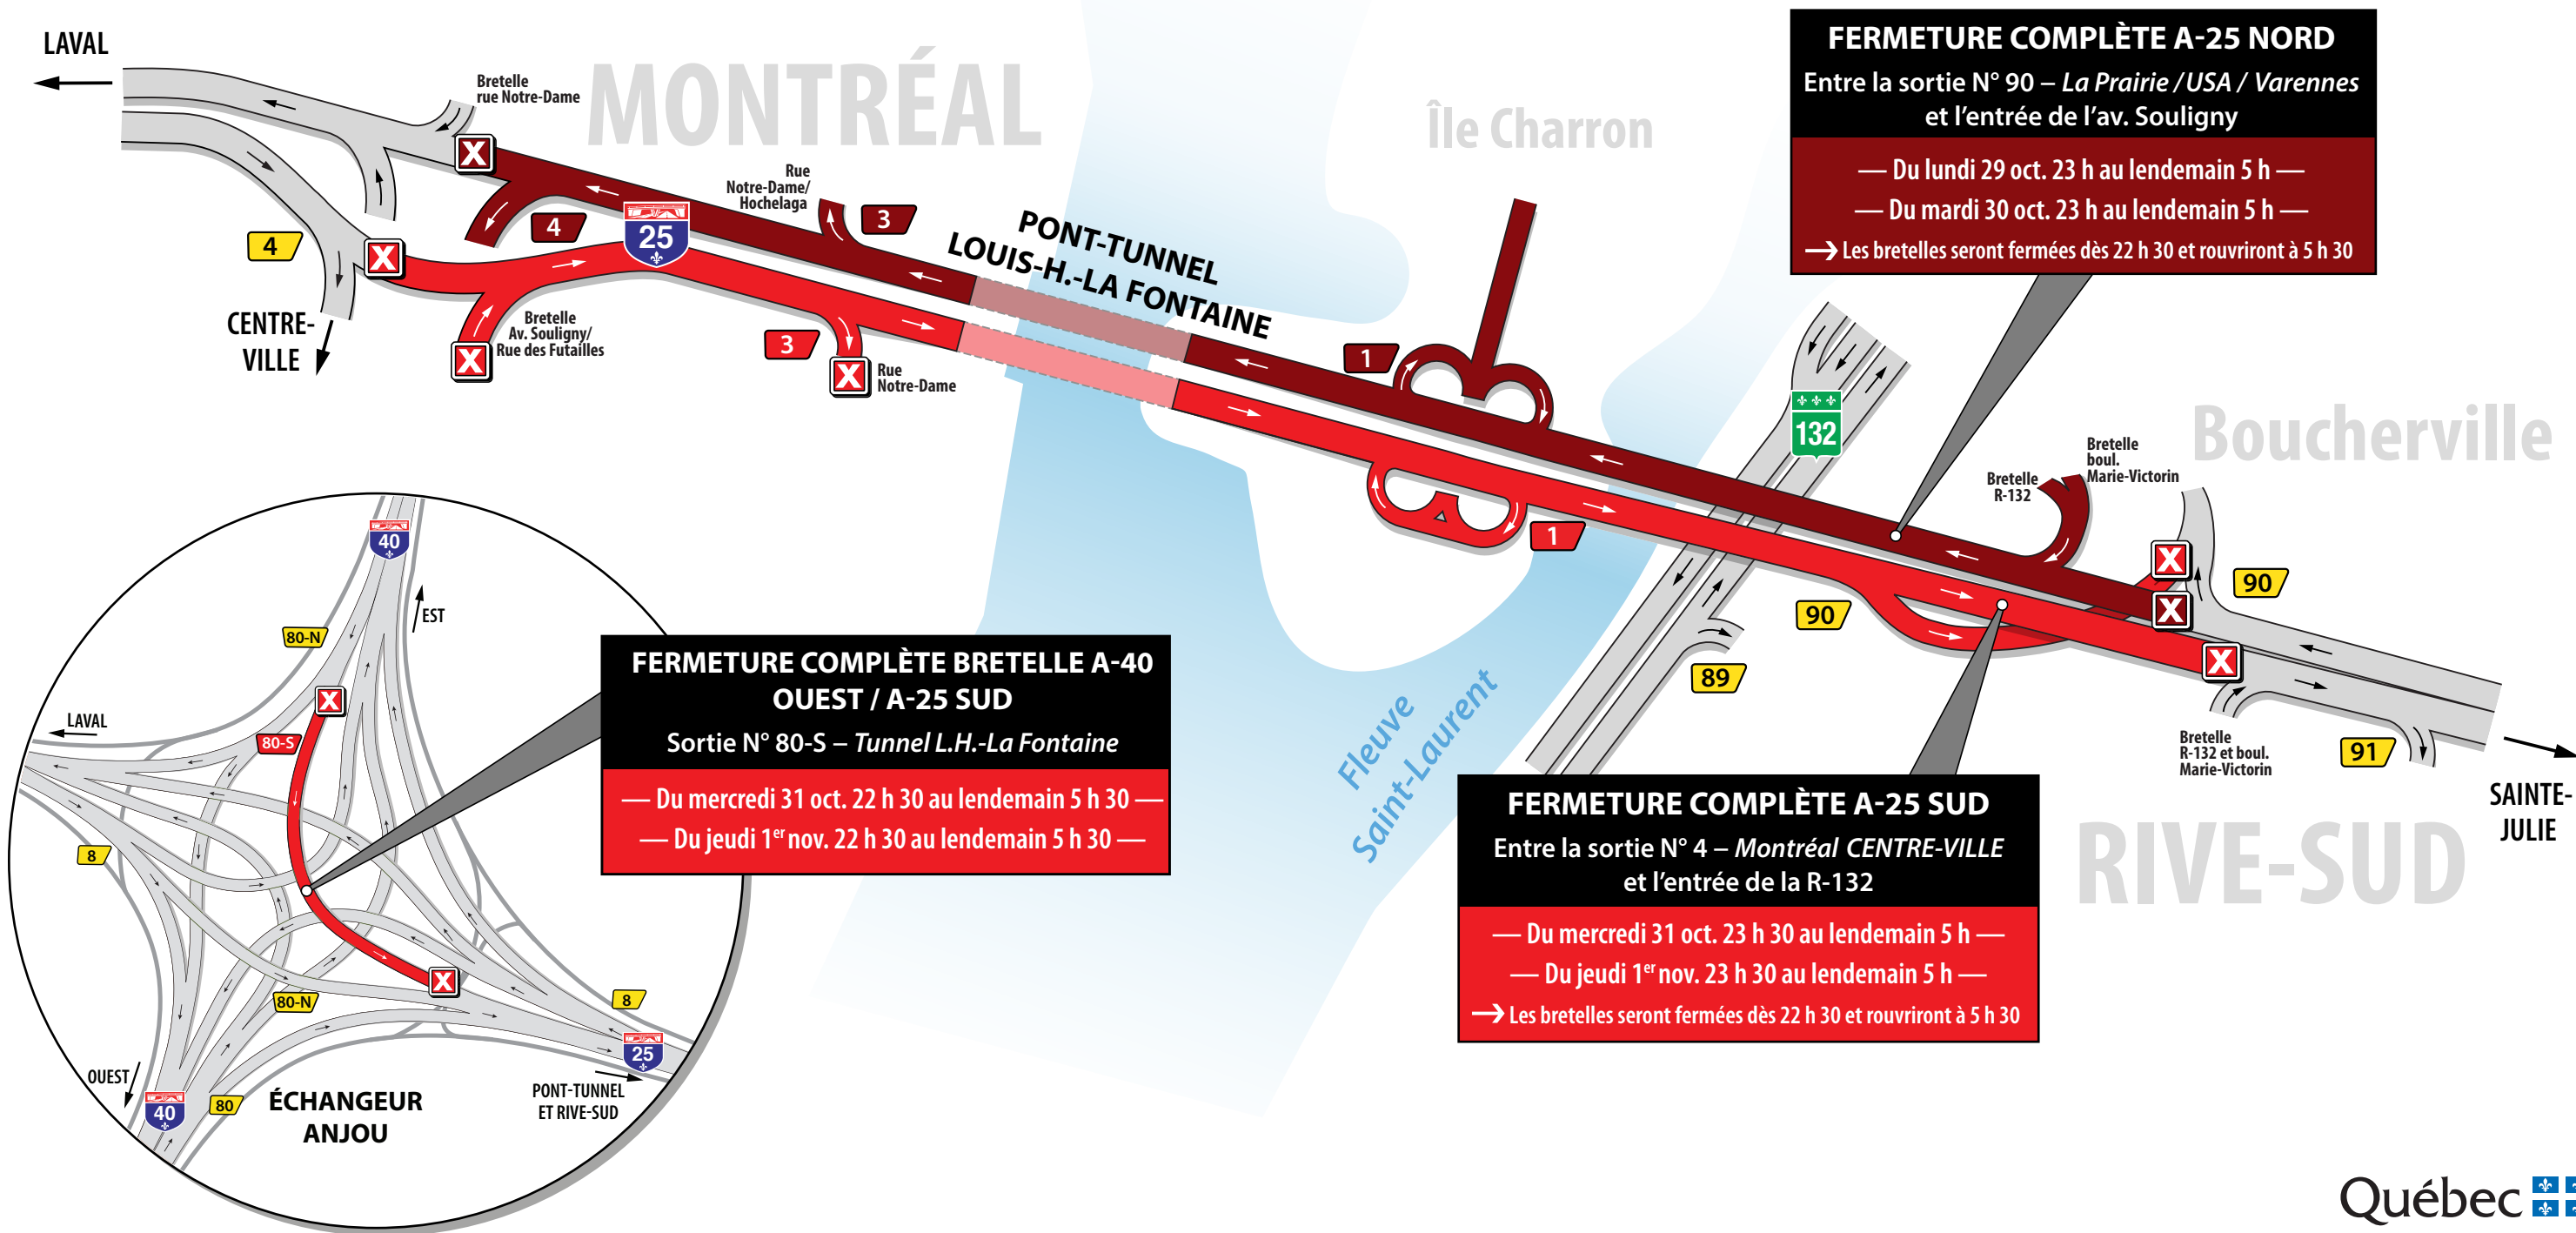 LAVAL
Bretelle
rue Notre-Dame
MONTRÉAL
Île Charron
FERMETURE COMPLÈTE A-25 NORD
Entre la sortie N° 90 – La Prairie / USA / Varennes
et l'entrée de l'av. Souligny
— Du lundi 29 oct. 23 h au lendemain 5 h —
— Du mardi 30 oct. 23 h au lendemain 5 h —
→ Les bretelles seront fermées dès 22 h 30 et rouvriront à 5 h 30
X
Rue
Notre-Dame/
Hochelaga
3
4
25
4
X
PONT-TUNNEL
LOUIS-H.-LA FONTAINE
CENTRE-
VILLE
Bretelle
Av. Souligny/
Rue des Futailles
X
3
X
Rue
Notre-Dame
1
1
132
Boucherville
Bretelle
R-132
Bretelle
boul.
Marie-Victorin
X
X
X
90
90
89
Bretelle
R-132 et boul.
Marie-Victorin
91
SAINTE-
JULIE
RIVE-SUD
Fleuve
Saint-Laurent
40
EST
80-N
X
LAVAL
80-S
8
X
80-N
8
25
OUEST
40
80
ÉCHANGEUR
ANJOU
PONT-TUNNEL
ET RIVE-SUD
FERMETURE COMPLÈTE BRETELLE A-40
OUEST / A-25 SUD
Sortie N° 80-S – Tunnel L.H.-La Fontaine
— Du mercredi 31 oct. 22 h 30 au lendemain 5 h 30 —
— Du jeudi 1er nov. 22 h 30 au lendemain 5 h 30 —
FERMETURE COMPLÈTE A-25 SUD
Entre la sortie N° 4 – Montréal CENTRE-VILLE
et l'entrée de la R-132
— Du mercredi 31 oct. 23 h 30 au lendemain 5 h —
— Du jeudi 1er nov. 23 h 30 au lendemain 5 h —
→ Les bretelles seront fermées dès 22 h 30 et rouvriront à 5 h 30
Québec